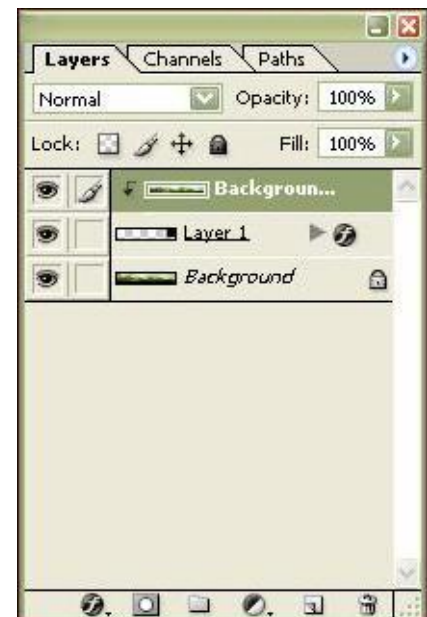 Layers Channels Paths
Normal Opacity: 100%
Lock: Fill: 100%
Backgroun...
Layer 1
Background